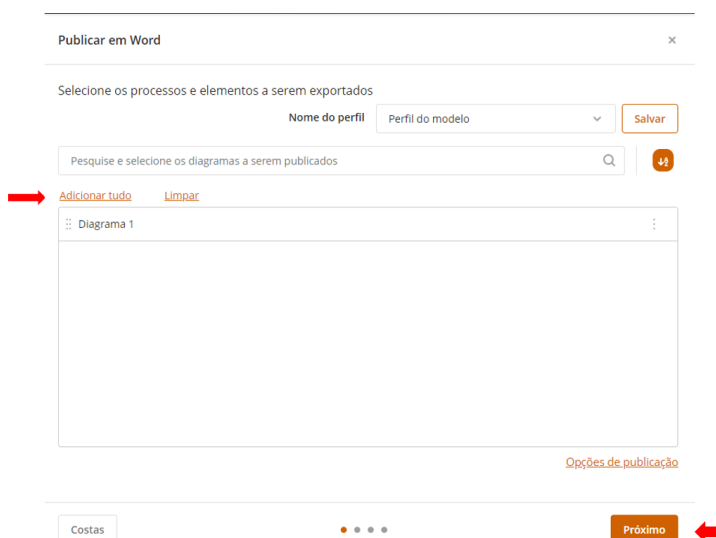 Publicar em Word
Selecione os processos e elementos a serem exportados
Nome do perfil Perfil do modelo Salvar
Pesquise e selecione os diagramas a serem publicados
Adicionar tudo Limpar
Diagrama 1
Opções de publicação
Costas Próximo